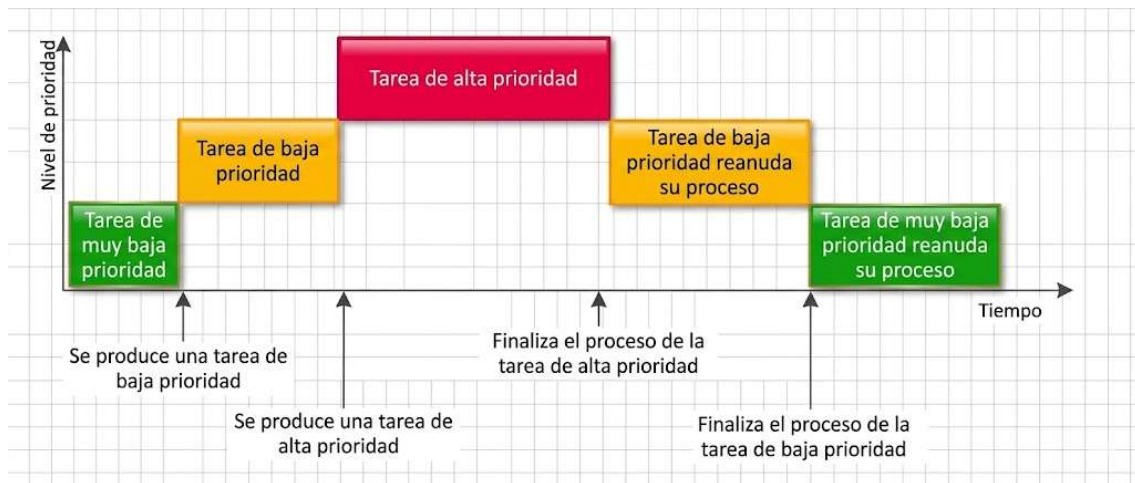 Nivel de prioridad
Tarea de alta prioridad
Tarea de baja
prioridad
Tarea de baja
prioridad reanuda
su proceso
Tarea de
muy baja
prioridad
Tarea de muy baja
prioridad reanuda
su proceso
Tiempo
Se produce una tarea de
baja prioridad
Finaliza el proceso de la
tarea de alta prioridad
Se produce una tarea de
alta prioridad
Finaliza el proceso de la
tarea de baja prioridad